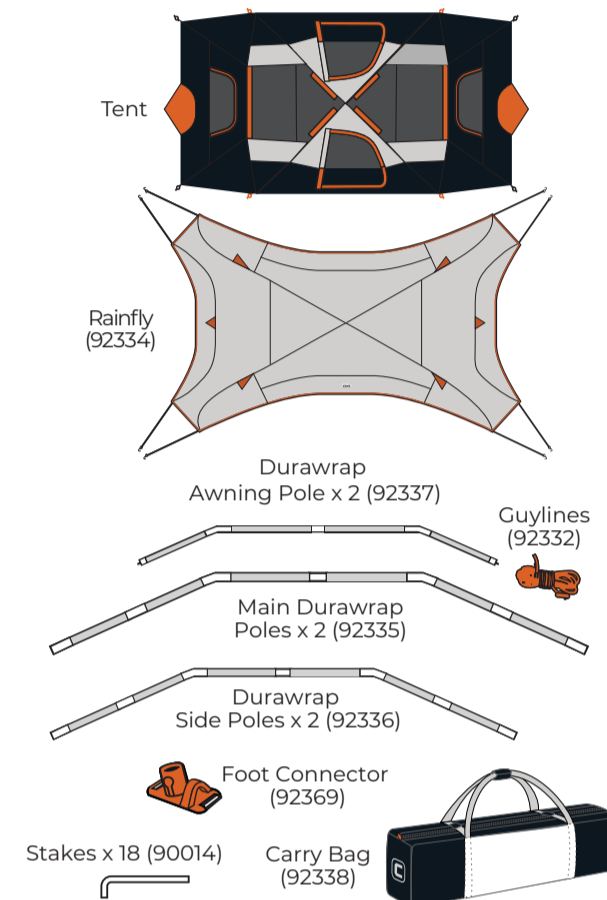 Tent
Rainfly
(92334)
Durawrap
Awning Pole x 2 (92337)
Guylines
(92332)
Main Durawrap
Poles x 2 (92335)
Durawrap
Side Poles x 2 (92336)
Foot Connector
(92369)
Stakes x 18 (90014)
Carry Bag
(92338)